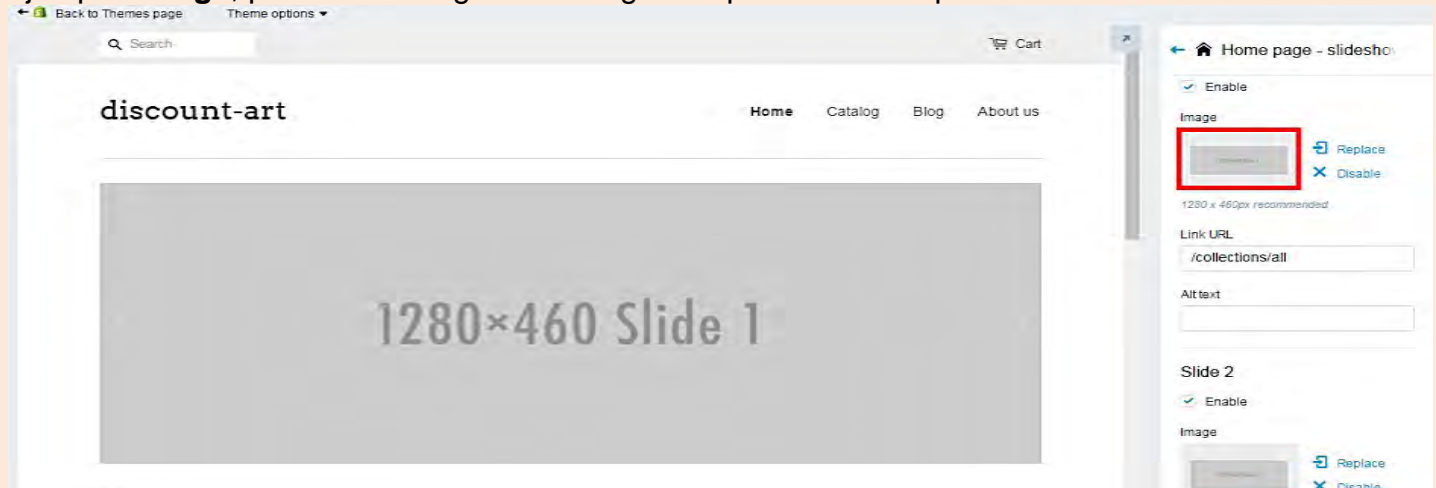 Back to Themes page Theme options
Search
Cart
discount-art
Home Catalog Blog About us
1280×460 Slide 1
Home page - slidesho
Enable
Image
Replace
Disable
1280 x 460px recommended
Link URL
/collections/all
Alt text
Slide 2
Enable
Image
Replace
Disable